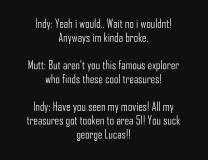 Indy: Yeah i would.. Wait no i wouldnt!
Anyways im kinda broke.
Mutt: But aren't you this famous explorer
who finds these cool treasures!
Indy: Have you seen my movies! All my
treasures got tooken to area 51! You suck
george Lucas!!